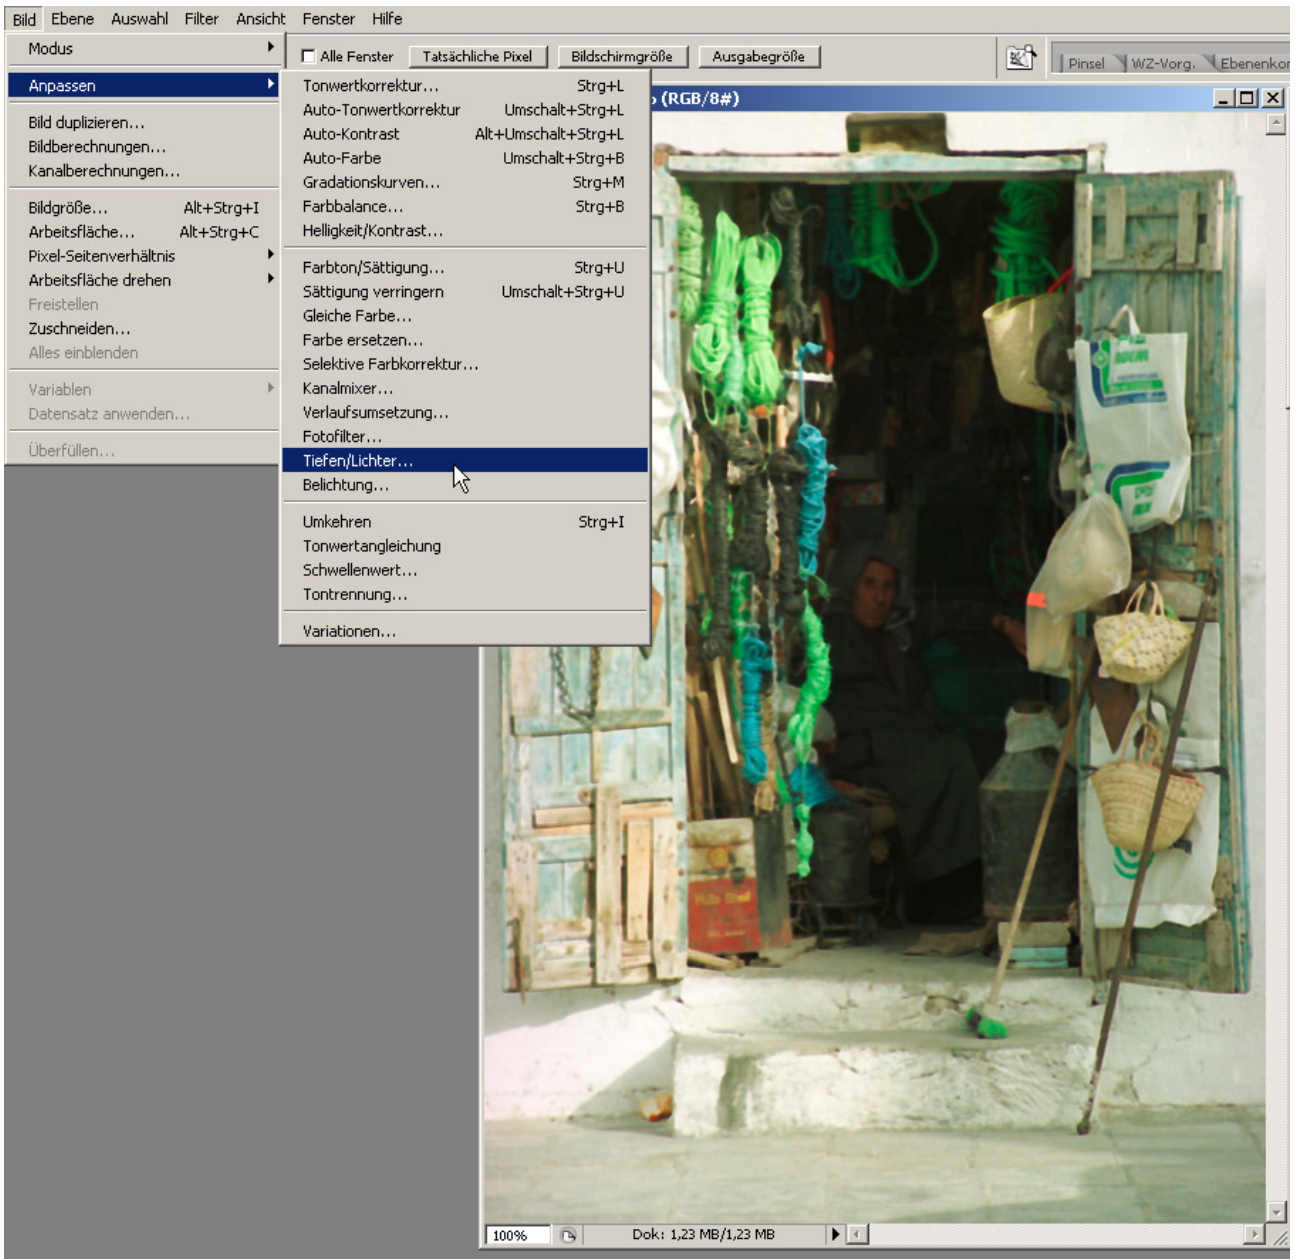 Bild Ebene Auswahl Filter Ansicht Fenster Hilfe
Alle Fenster Tatsächliche Pixel Bildschirmgröße Ausgabegröße
Pinsel WZ-Vorg. Ebenenkor
Modus
Anpassen
Bild duplizieren...
Bildberechnungen...
Kanalberechnungen...
Bildgröße... Alt+Strg+I
Arbeitsfläche... Alt+Strg+C
Pixel-Seitenverhältnis
Arbeitsfläche drehen
Freistellen
Zuschneiden...
Alles einblenden
Variablen
Datensatz anwenden...
Überfüllen...
Tonwertkorrektur... Strg+L
Auto-Tonwertkorrektur Umschalt+Strg+L
Auto-Kontrast Alt+Umschalt+Strg+L
Auto-Farbe Umschalt+Strg+B
Gradationskurven... Strg+M
Farbbalance... Strg+B
Helligkeit/Kontrast...
Farbton/Sättigung... Strg+U
Sättigung verringern Umschalt+Strg+U
Gleiche Farbe...
Farbe ersetzen...
Selektive Farbkorrektur...
Kanalmixer...
Verlaufsumsetzung...
Fotofilter...
Tiefen/Lichter...
Belichtung...
Umkehren Strg+I
Tonwertangleichung
Schwellenwert...
Tontrennung...
Variationen...
(RGB/8#)
100% Dok: 1,23 MB/1,23 MB